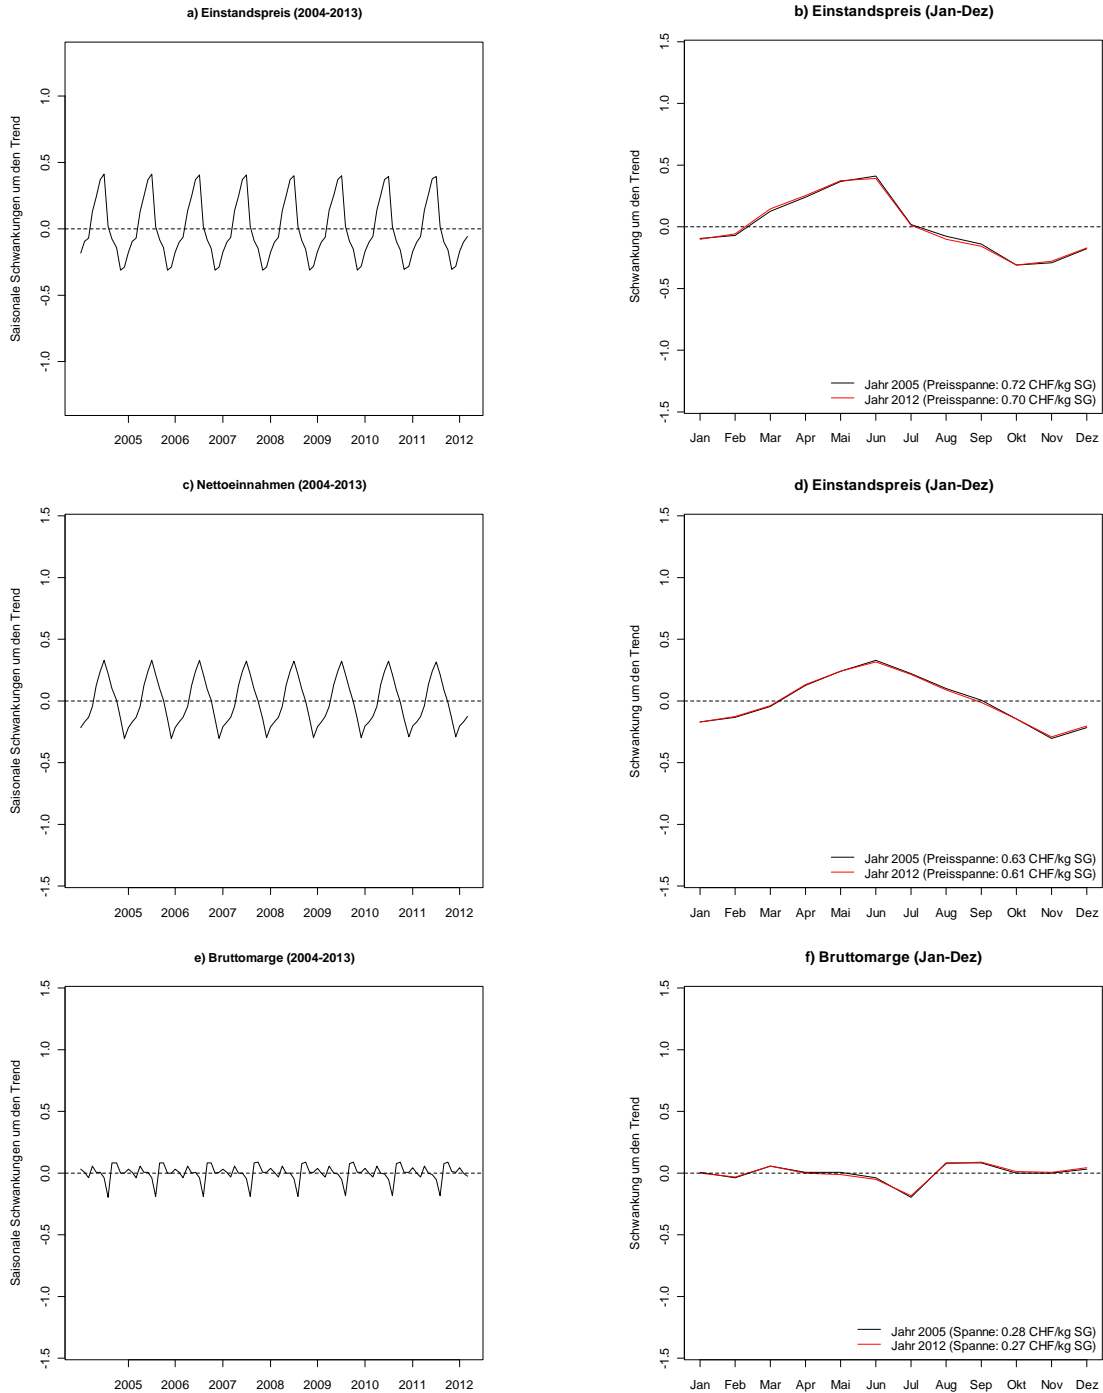 a) Einstandspreis (2004-2013)
Saisonale Schwankungen um den Trend
1.0
0.5
0.0
-0.5
-1.0
2005 2006 2007 2008 2009 2010 2011 2012
b) Einstandspreis (Jan-Dez)
Schwankung um den Trend
1.5
1.0
0.5
0.0
-0.5
-1.0
-1.5
Jahr 2005 (Preisspanne: 0.72 CHF/kg SG)
Jahr 2012 (Preisspanne: 0.70 CHF/kg SG)
Jan Feb Mar Apr Mai Jun Jul Aug Sep Okt Nov Dez
c) Nettoeinnahmen (2004-2013)
Saisonale Schwankungen um den Trend
1.5
1.0
0.5
0.0
-0.5
-1.0
-1.5
2005 2006 2007 2008 2009 2010 2011 2012
d) Einstandspreis (Jan-Dez)
Schwankung um den Trend
1.5
1.0
0.5
0.0
-0.5
-1.0
-1.5
Jahr 2005 (Preisspanne: 0.63 CHF/kg SG)
Jahr 2012 (Preisspanne: 0.61 CHF/kg SG)
Jan Feb Mar Apr Mai Jun Jul Aug Sep Okt Nov Dez
e) Bruttomarge (2004-2013)
Saisonale Schwankungen um den Trend
1.5
1.0
0.5
0.0
-0.5
-1.0
-1.5
2005 2006 2007 2008 2009 2010 2011 2012
f) Bruttomarge (Jan-Dez)
Schwankung um den Trend
1.5
1.0
0.5
0.0
-0.5
-1.0
-1.5
Jahr 2005 (Spanne: 0.28 CHF/kg SG)
Jahr 2012 (Spanne: 0.27 CHF/kg SG)
Jan Feb Mar Apr Mai Jun Jul Aug Sep Okt Nov Dez